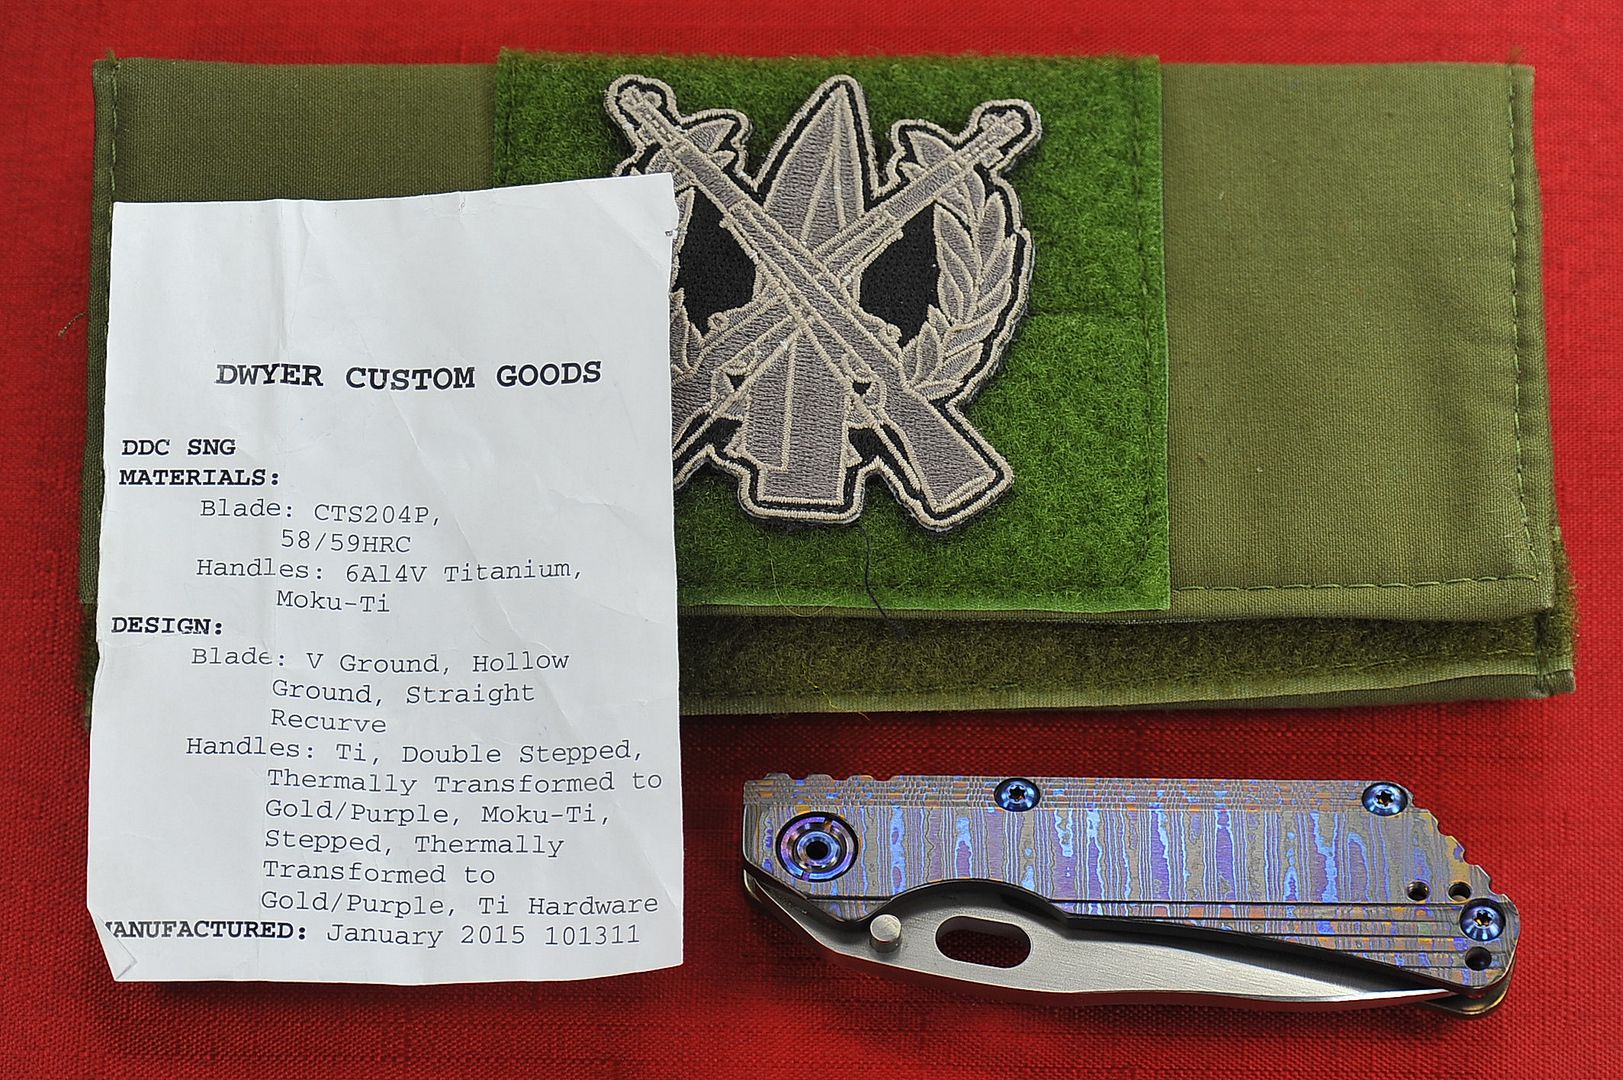 DWYER CUSTOM GOODS
DDC SNG
MATERIALS:
Blade: CTS204P,
58/59HRC
Handles: 6Al4V Titanium,
Moku-Ti
DESIGN:
Blade: V Ground, Hollow
Ground, Straight
Recurve
Handles: Ti, Double Stepped,
Thermally Transformed to
Gold/Purple, Moku-Ti,
Stepped, Thermally
Transformed to
Gold/Purple, Ti Hardware
MANUFACTURED: January 2015 101311